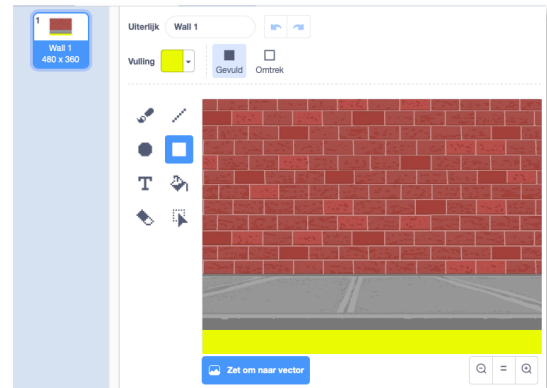 1
Wall 1
480 x 360
Uiterlijk
Wall 1
Vulling
Gevuld
Omtrek
T
Zet om naar vector
=